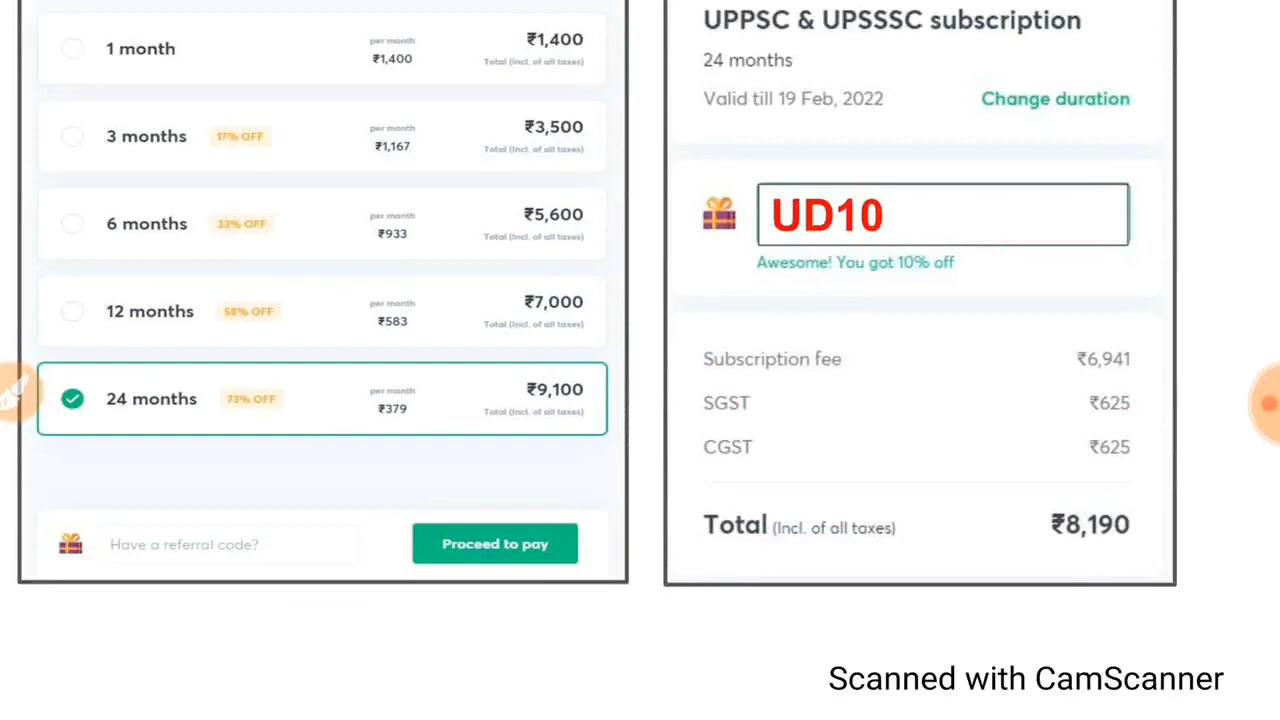 1 month
per month
₹1,400
₹1,400
Total (Incl. of all taxes)
3 months 17% OFF
per month
₹1,167
₹3,500
Total (Incl. of all taxes)
6 months 33% OFF
per month
₹933
₹5,600
Total (Incl. of all taxes)
12 months 58% OFF
per month
₹583
₹7,000
Total (Incl. of all taxes)
24 months 73% OFF
per month
₹379
₹9,100
Total (Incl. of all taxes)
Have a referral code?
Proceed to pay
UPPSC & UPSSSC subscription
24 months
Valid till 19 Feb, 2022 Change duration
UD10
Awesome! You got 10% off
Subscription fee ₹6,941
SGST ₹625
CGST ₹625
Total (Incl. of all taxes) ₹8,190
Scanned with CamScanner